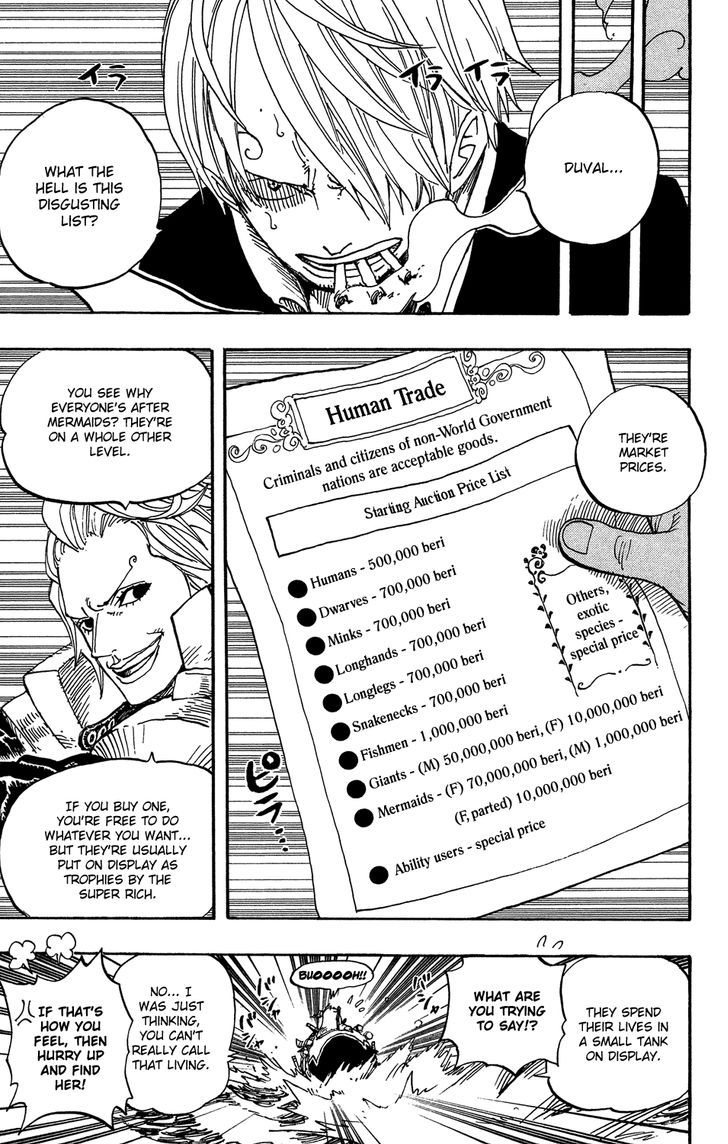 イラ
イラ
イラ
DUVAL...
WHAT THE
HELL IS THIS
DISGUSTING
LIST?
THEY'RE
MARKET
PRICES.
Human Trade
Criminals and citizens of non-World Government
nations are acceptable goods.
Starting Auction Price List
Humans - 500,000 beri
Dwarves - 700,000 beri
Minks - 700,000 beri
Longhands - 700,000 beri
Longlegs - 700,000 beri
Snakenecks - 700,000 beri
Fishmen - 1,000,000 beri
Giants - (M) 50,000,000 beri, (F) 10,000,000 beri
Mermaids - (F) 70,000,000 beri, (M) 1,000,000 beri
(F, parted) 10,000,000 beri
Ability users - special price
Others,
exotic
species -
special price
ピラ...
YOU SEE WHY
EVERYONE'S AFTER
MERMAIDS? THEY'RE
ON A WHOLE OTHER
LEVEL.
IF YOU BUY ONE,
YOU'RE FREE TO DO
WHATEVER YOU WANT...
BUT THEY'RE USUALLY
PUT ON DISPLAY AS
TROPHIES BY THE
SUPER RICH.
THEY SPEND
THEIR LIVES IN
A SMALL TANK
ON DISPLAY.
WHAT ARE
YOU TRYING
TO SAY!?
BUOOOOH!!
NO... I
WAS JUST
THINKING,
YOU CAN'T
REALLY CALL
THAT LIVING.
IF THAT'S
HOW YOU
FEEL, THEN
HURRY UP
AND FIND
HER!